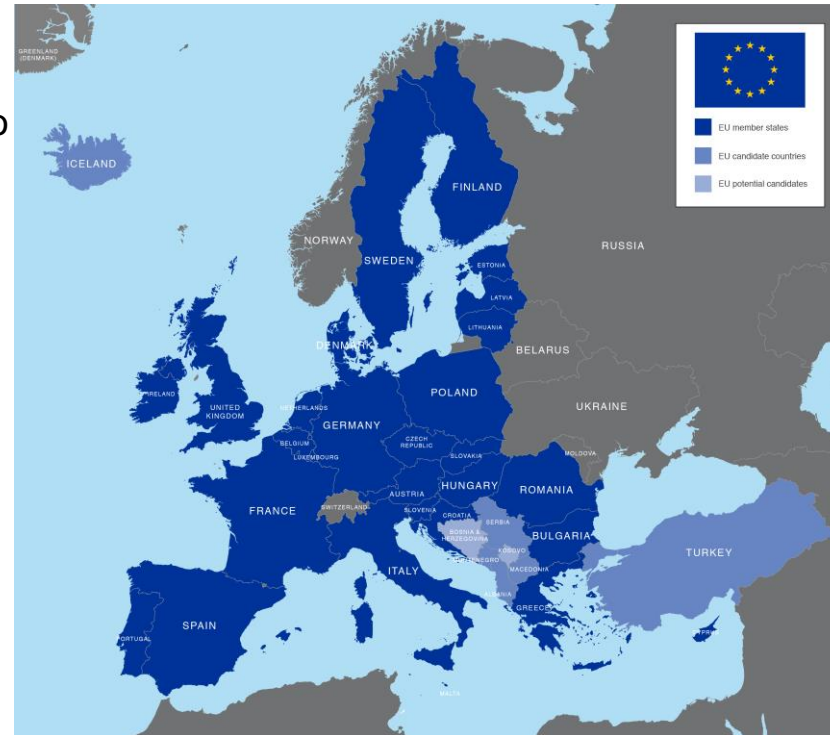 GREENLAND
(DENMARK)
EU member states
EU candidate countries
EU potential candidates
ICELAND
FINLAND
NORWAY
SWEDEN
RUSSIA
ESTONIA
LATVIA
LITHUANIA
DENMARK
BELARUS
IRELAND
UNITED
KINGDOM
NETHERLANDS
POLAND
UKRAINE
GERMANY
BELGIUM
LUXEMBOURG
CZECH
REPUBLIC
SLOVAKIA
MOLDOVA
FRANCE
SWITZERLAND
AUSTRIA
HUNGARY
ROMANIA
SLOVENIA
CROATIA
BOSNIA &
HERZEGOVINA
SERBIA
BULGARIA
ITALY
MONTENEGRO
KOSOVO
MACEDONIA
ALBANIA
TURKEY
PORTUGAL
SPAIN
GREECE
CYPRUS
MALTA